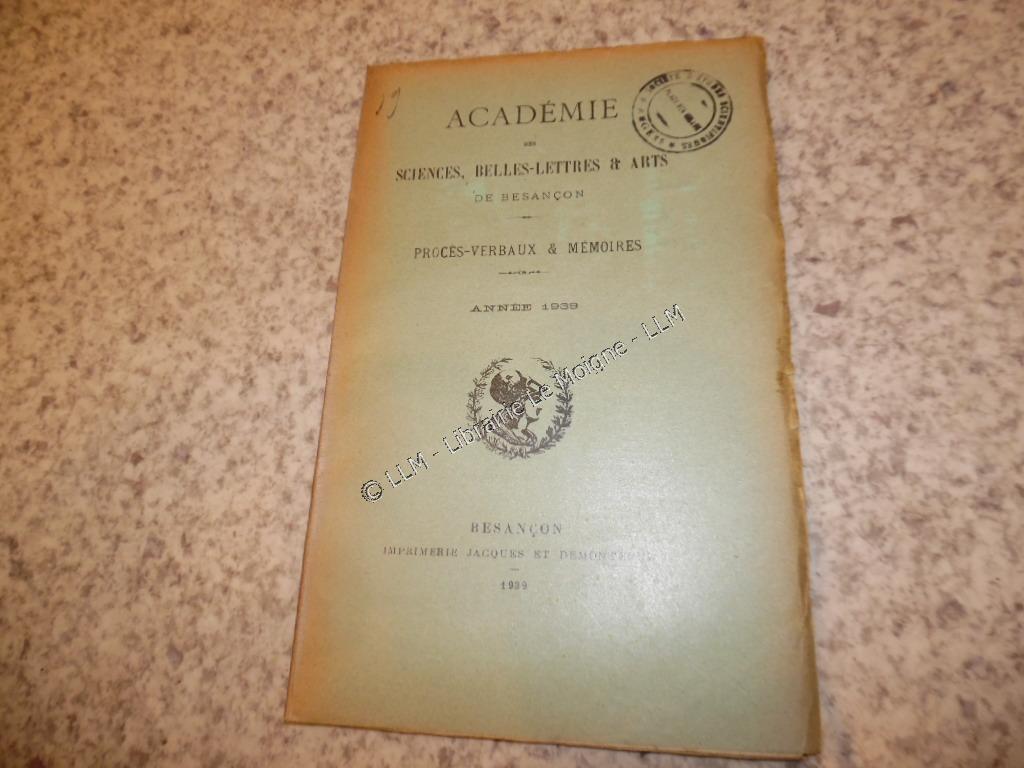 19
ACADÉMIE
DES
SCIENCES, BELLES-LETTRES & ARTS
DE BESANÇON
PROCÈS-VERBAUX & MÉMOIRES
ANNÉE 1939
© LLM - Librairie Le Moigne - LLM
BESANÇON
IMPRIMERIE JACQUES ET
1939